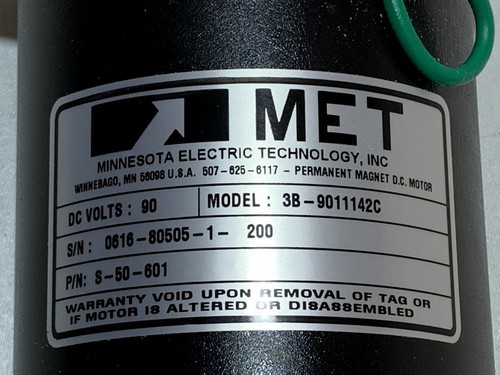 MET
MINNESOTA ELECTRIC TECHNOLOGY, INC
WINNEBAGO, MN 56098 U.S.A. 507-625-6117 - PERMANENT MAGNET D.C. MOTOR
DC VOLTS : 90 MODEL : 3B-9011142C
S/N : 0616-80505-1- 200
P/N: S-50-601
WARRANTY VOID UPON REMOVAL OF TAG OR
IF MOTOR IS ALTERED OR DISASSEMBLED